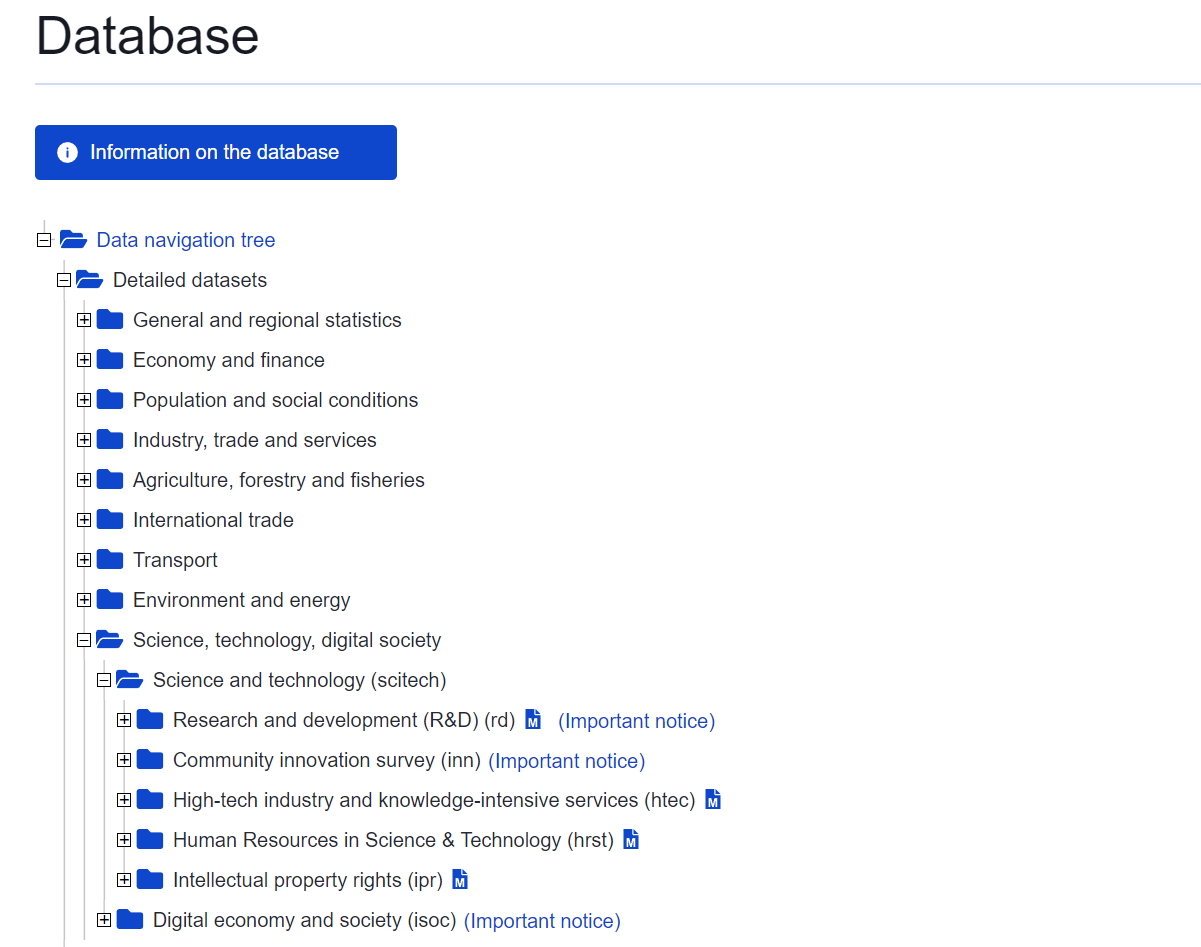 Database
Information on the database
Data navigation tree
Detailed datasets
General and regional statistics
Economy and finance
Population and social conditions
Industry, trade and services
Agriculture, forestry and fisheries
International trade
Transport
Environment and energy
Science, technology, digital society
Science and technology (scitech)
Research and development (R&D) (rd) M (Important notice)
Community innovation survey (inn) (Important notice)
High-tech industry and knowledge-intensive services (htec) M
Human Resources in Science & Technology (hrst) M
Intellectual property rights (ipr) M
Digital economy and society (isoc) (Important notice)